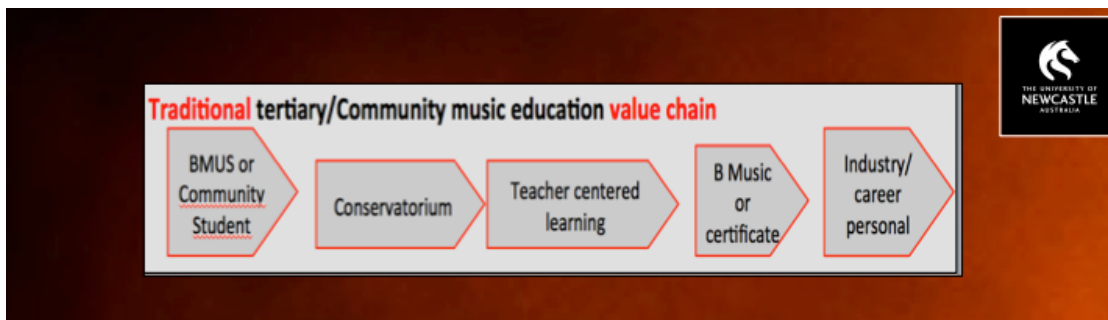 Traditional tertiary/Community music education value chain
BMUS or
Community
Student
Conservatorium
Teacher centered
learning
B Music
or
certificate
Industry/
career
personal
THE UNIVERSITY OF
NEWCASTLE
AUSTRALIA